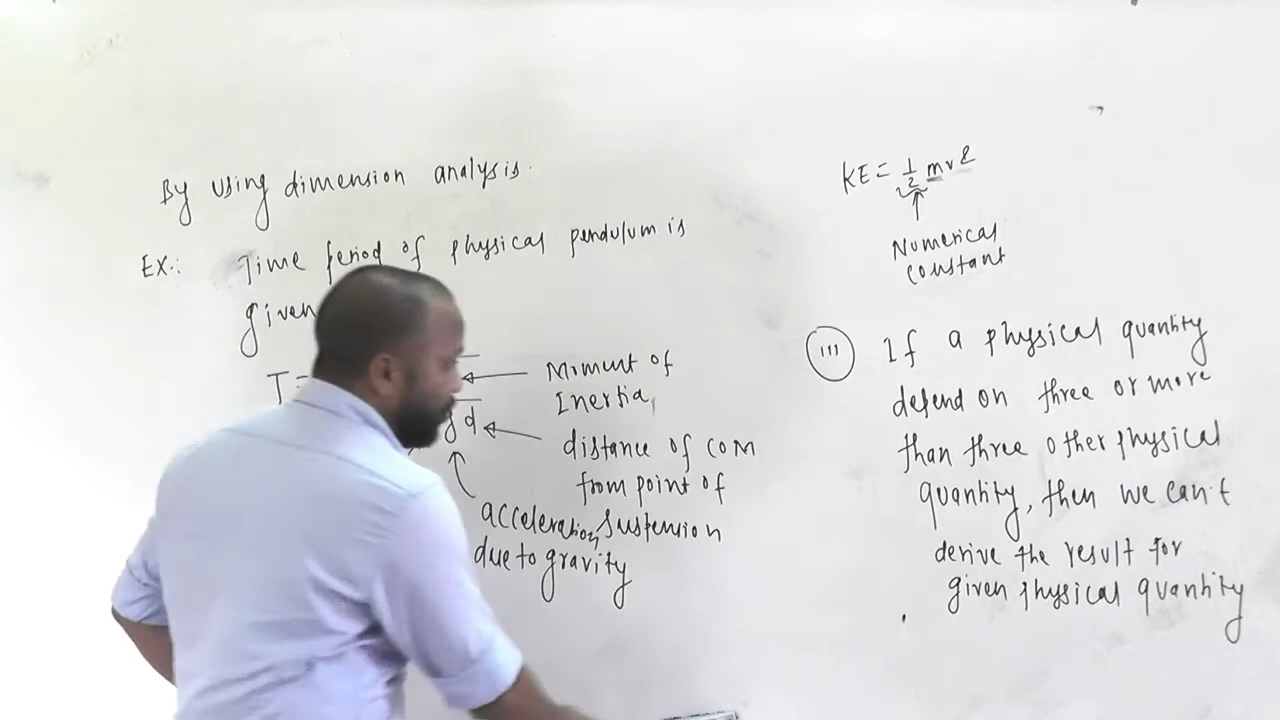 By using dimension analysis.
Ex.: Time period of physical pendulum is
given
T =
gd
Moment of
Inertia,
distance of COM
from point of
suspension
acceleration
due to gravity
KE = 1/2 mv2
Numerical
constant
(iii) If a physical quantity
depend on three or more
than three other physical
quantity, then we can't
derive the result for
given physical quantity